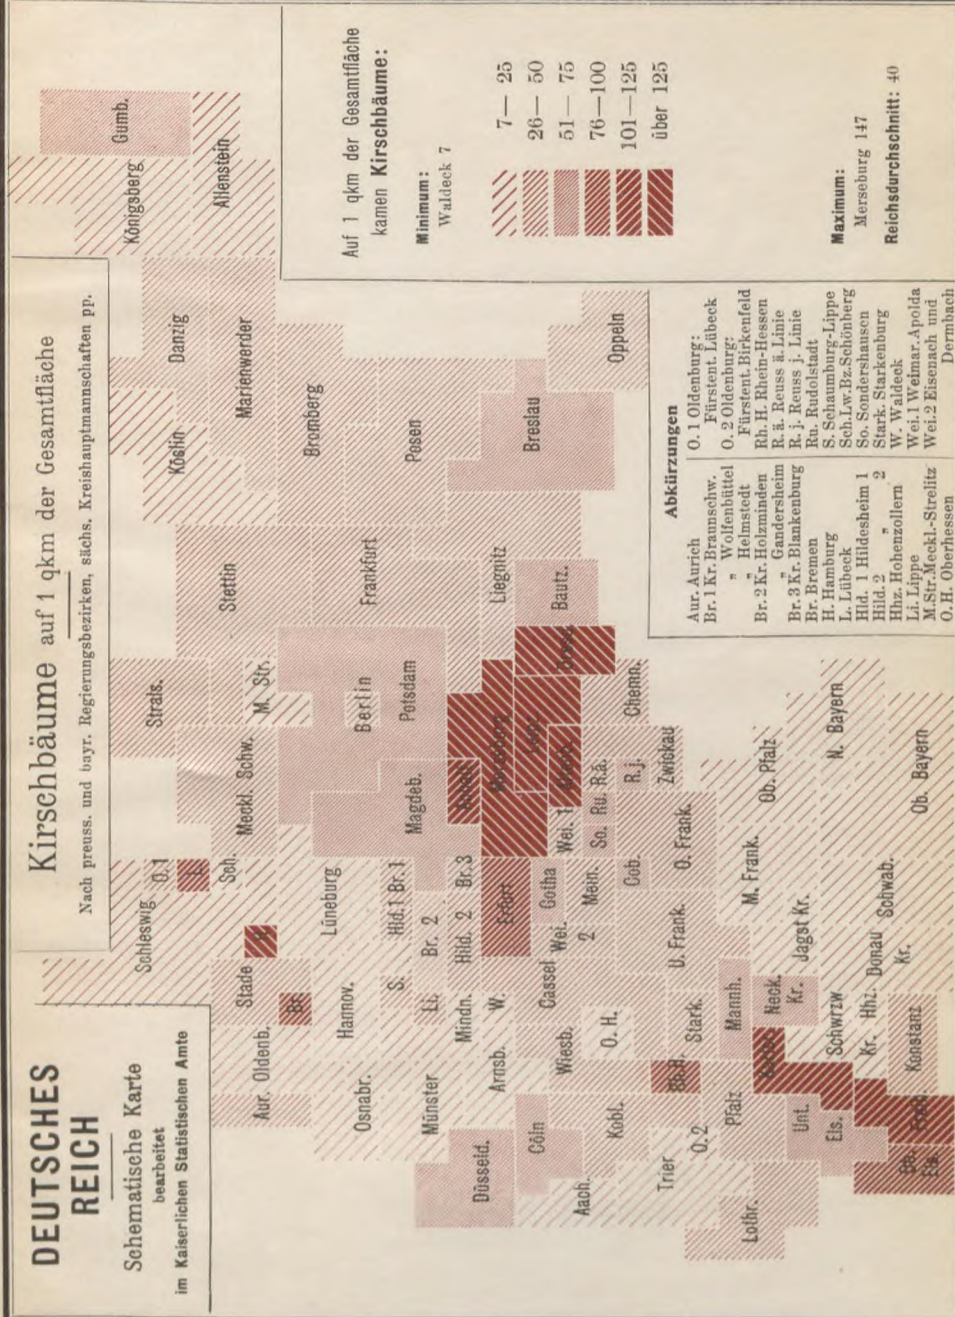 DEUTSCHES
REICH
Schematische Karte
bearbeitet
im Kaiserlichen Statistischen Amte
Kirschbäume auf 1 qkm der Gesamtfläche
Nach preuss. und bayr. Regierungsbezirken, sächs. Kreishauptmannschaften pp.
Königsberg
Gumb.
Allenstein
Danzig
Köslin
Marienwerder
Schleswig
O.1
L.
Strals.
Stettin
Sch.
Meckl. Schw.
M. Str.
Aur.
Oldenb.
Stade
Br.
Lüneburg
Bromberg
Osnabr.
Hannov.
Berlin
Frankfurt
Potsdam
Posen
Hld.1
Br.1
Magdeb.
Münster
S.
Li.
Br. 2
Mindn.
Hild. 2
Br.3
Düsseld.
Arnsb.
W.
Erfurt
Liegnitz
Breslau
Oppeln
Cöln
Cassel
Wei.
2
Gotha
Wei. 1
Bautz.
Aach.
Wiesb.
Mein.
So.
Ru.
R.ä.
R.j.
Chemn.
Kobl.
O. H.
Cob.
Zwickau
Trier
O.2
Rh.H.
Stark.
U. Frank.
O. Frank.
Lothr.
Pfalz
Mannh.
M. Frank.
Ob. Pfalz
Neck.
Kr.
Jagst Kr.
Unt.
Els.
Schwrzw
Kr.
Hhz.
Donau
Kr.
Schwab.
N. Bayern
Ob. Bayern
Konstanz
Els.
Auf 1 qkm der Gesamtfläche
kamen Kirschbäume:
Minimum:
Waldeck 7
7— 25
26— 50
51— 75
76—100
101—125
über 125
Maximum:
Merseburg 147
Reichsdurchschnitt: 40
Abkürzungen
Aur. Aurich
Br. 1 Kr. Braunschw.
„ Wolfenbüttel
„ Helmstedt
Br. 2 Kr. Holzminden
„ Gandersheim
Br. 3 Kr. Blankenburg
Br. Bremen
H. Hamburg
L. Lübeck
Hld. 1 Hildesheim 1
Hild. 2 „ 2
Hhz. Hohenzollern
Li. Lippe
M.Str.Meckl.-Strelitz
O. H. Oberhessen
O. 1 Oldenburg:
Fürstent. Lübeck
O. 2 Oldenburg:
Fürstent. Birkenfeld
Rh. H. Rhein-Hessen
R. ä. Reuss ä. Linie
R. j. Reuss j. Linie
Ru. Rudolstadt
S. Schaumburg-Lippe
Sch.Lw.Bz.Schönberg
So. Sondershausen
Stark. Starkenburg
W. Waldeck
Wei. 1 Weimar. Apolda
Wei. 2 Eisenach und
Dermbach